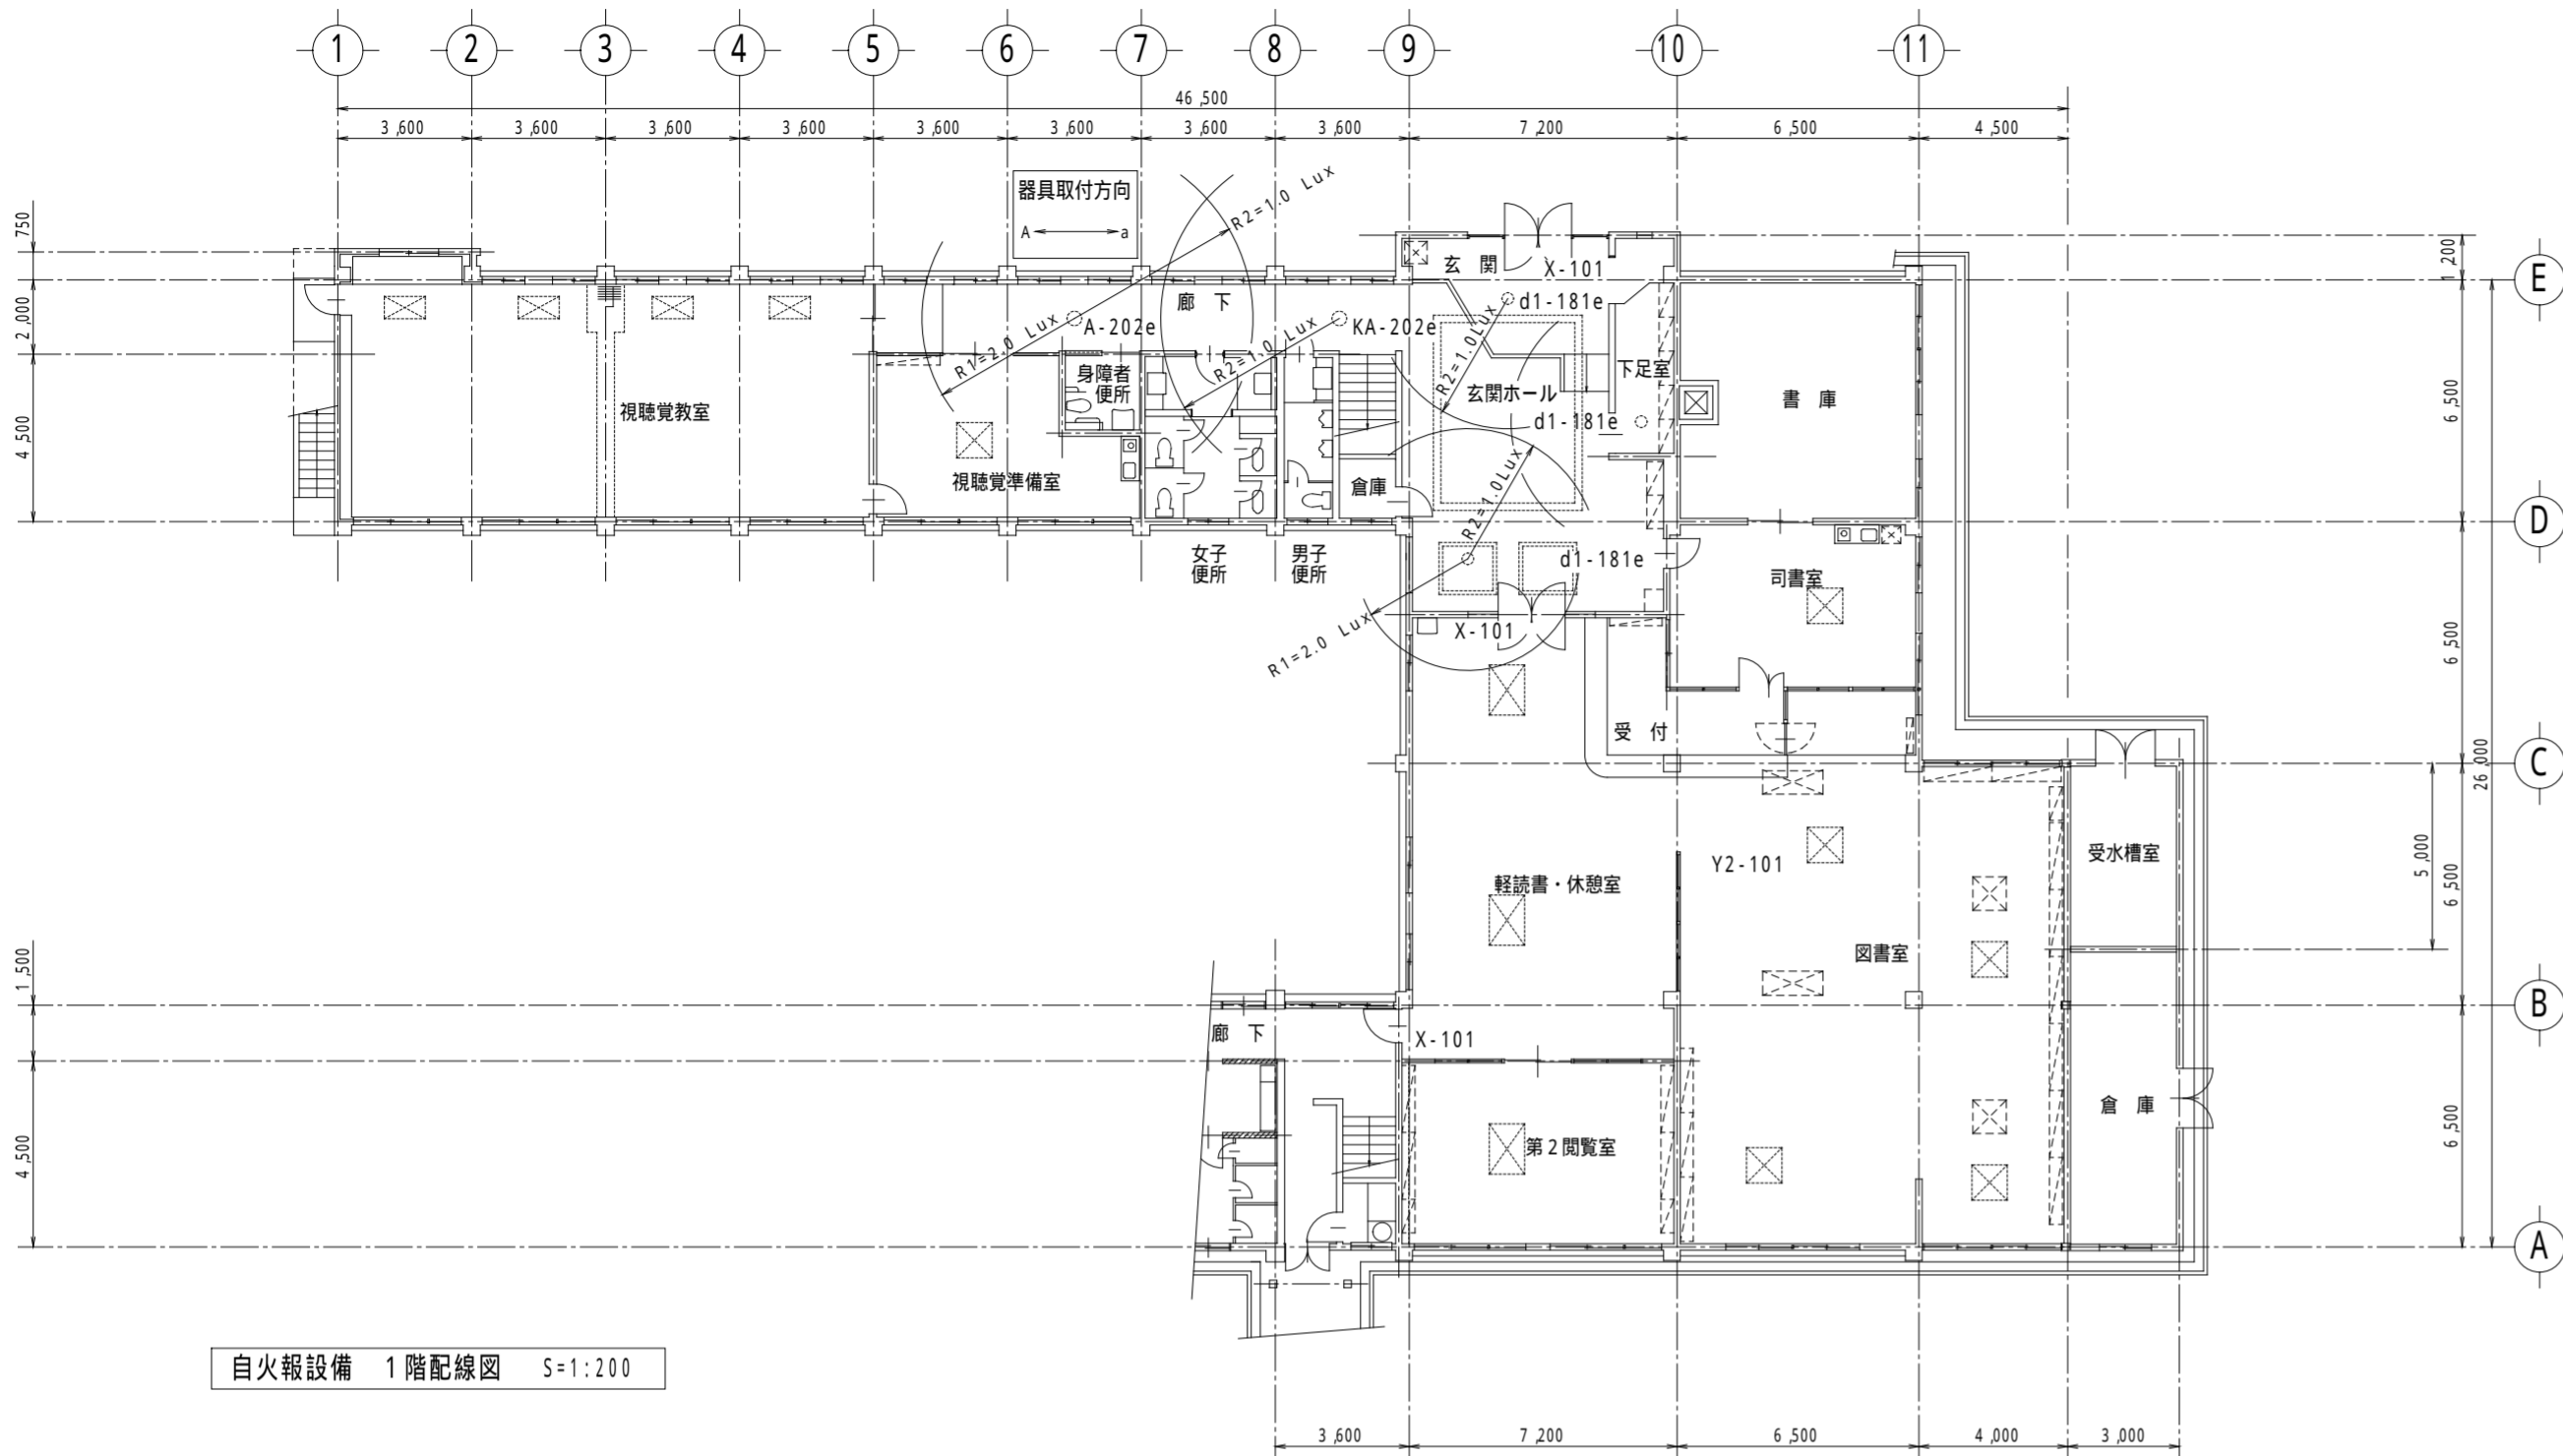 1 2 3 4 5 6 7 8 9 10 11
46,500
3,600 3,600 3,600 3,600 3,600 3,600 3,600 3,600 7,200 6,500 4,500
器具取付方向
A a
R2=1.0 Lux
750
1,200
玄 関
X-101
E
廊 下
d1-181e
2,000
R1=2.0 Lux
A-202e
R2=1.0 Lux
KA-202e
R2=1.0Lux
下足室
身障者
便所
玄関ホール
書 庫
6,500
視聴覚教室
d1-181e
4,500
視聴覚準備室
倉庫
R2=1.0Lux
D
女子
便所
男子
便所
d1-181e
司書室
X-101
R1=2.0 Lux
6,500
受 付
C
26,000
受水槽室
5,000
6,500
Y2-101
軽読書・休憩室
図書室
1,500
B
廊 下
X-101
倉 庫
6,500
4,500
第2閲覧室
A
自火報設備 1階配線図 S=1:200
3,600 7,200 6,500 4,000 3,000